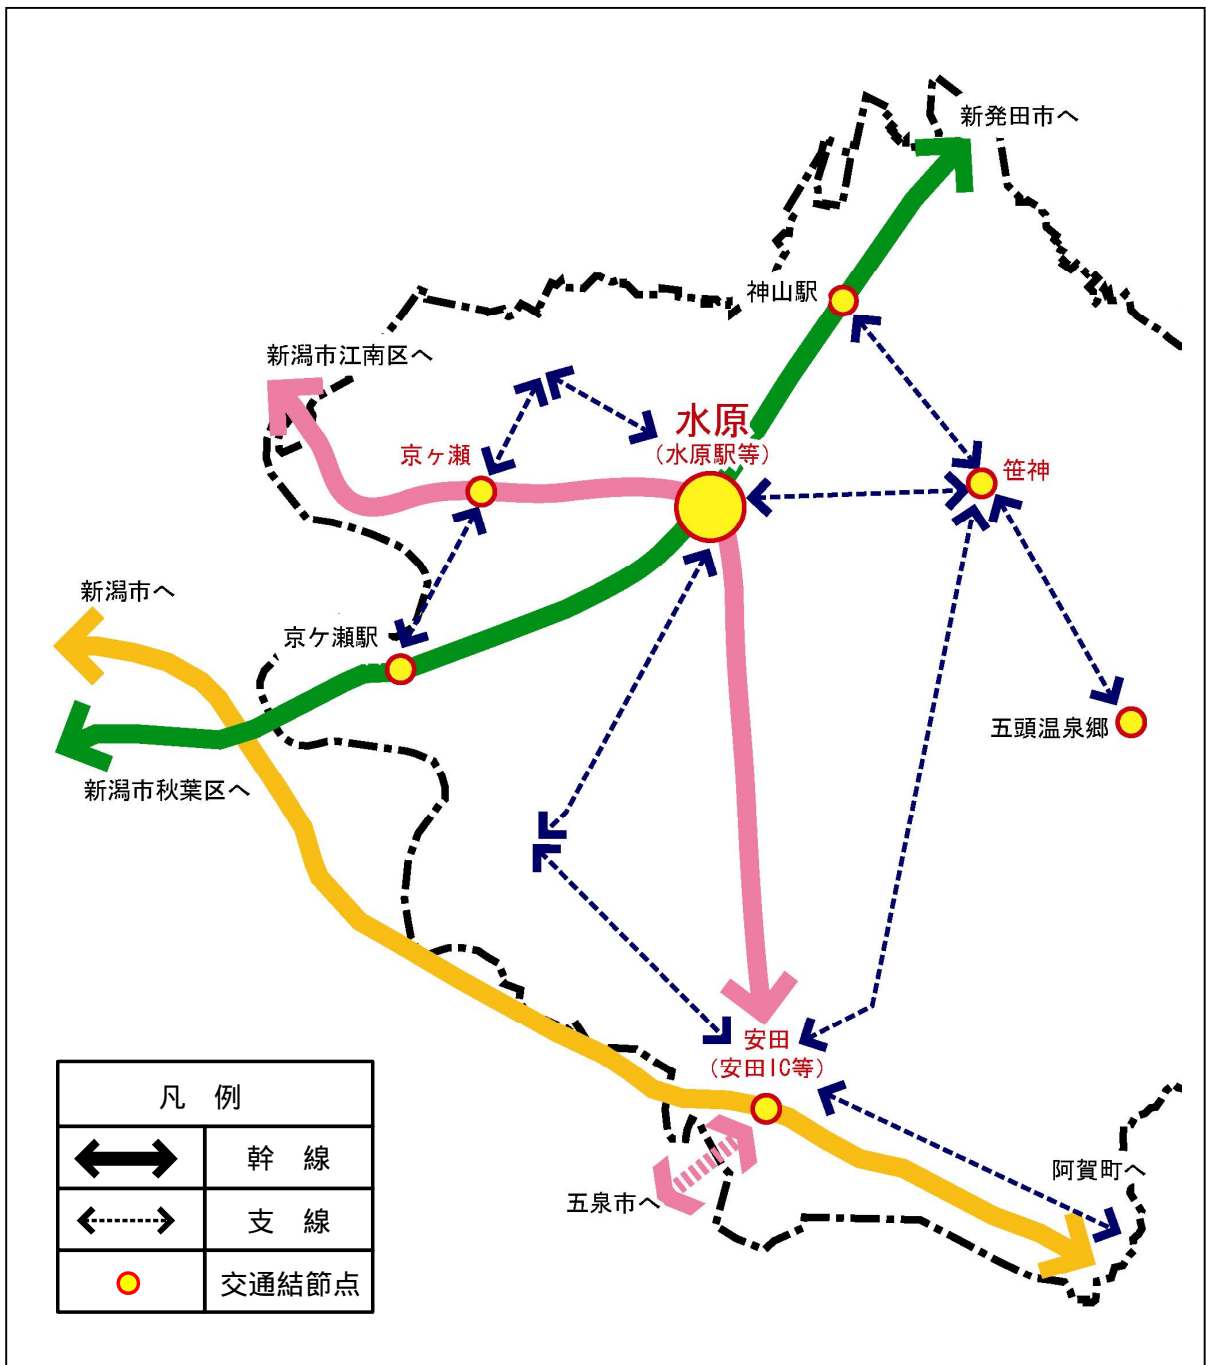 新発田市へ
神山駅
新潟市江南区へ
水原
(水原駅等)
京ヶ瀬
笹神
新潟市へ
京ケ瀬駅
五頭温泉郷
新潟市秋葉区へ
安田
(安田IC等)
阿賀町へ
五泉市へ
凡 例
幹 線
支 線
交通結節点